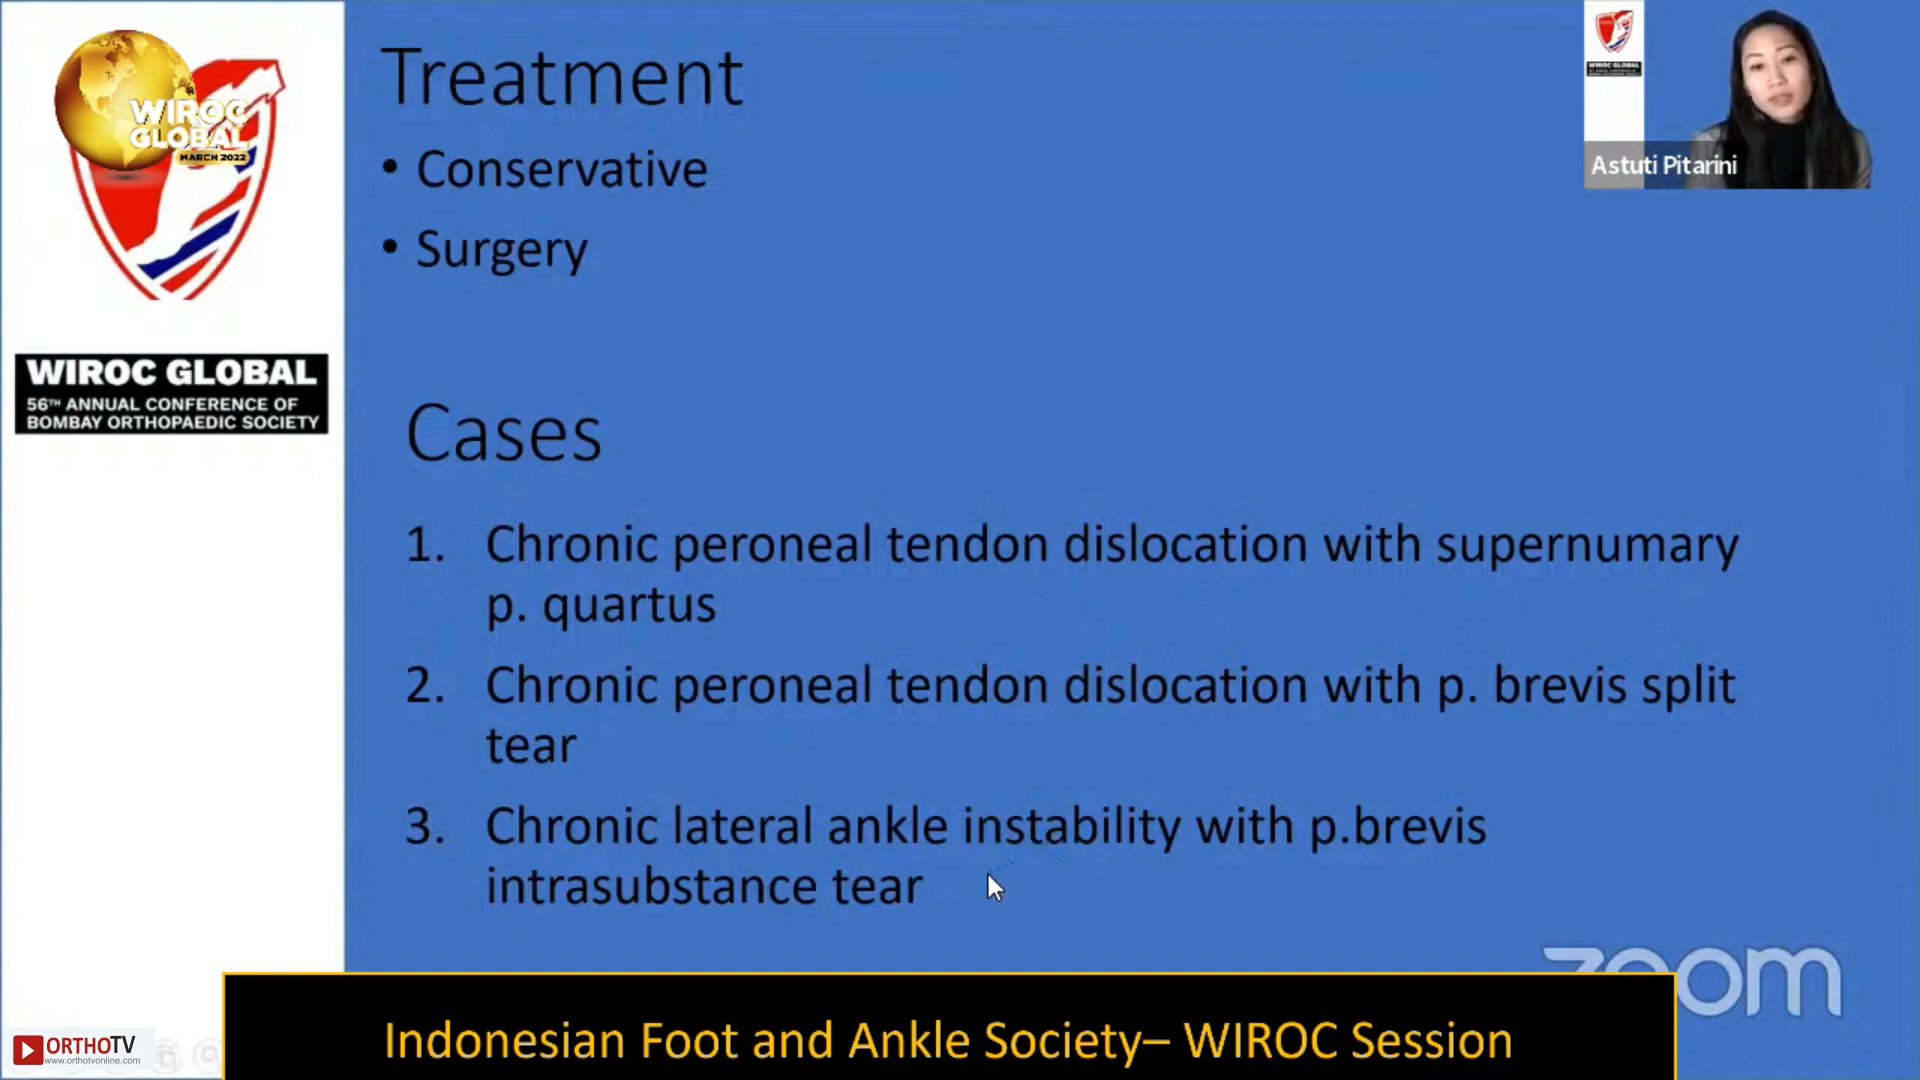 WIROC
GLOBAL
MARCH 2022
WIROC GLOBAL
56TH ANNUAL CONFERENCE OF
BOMBAY ORTHOPAEDIC SOCIETY
Treatment
• Conservative
• Surgery
Cases
1. Chronic peroneal tendon dislocation with supernumary
p. quartus
2. Chronic peroneal tendon dislocation with p. brevis split
tear
3. Chronic lateral ankle instability with p.brevis
intrasubstance tear
WIROC GLOBAL
Astuti Pitarini
zoom
Indonesian Foot and Ankle Society– WIROC Session
ORTHOTV
www.orthotvonline.com